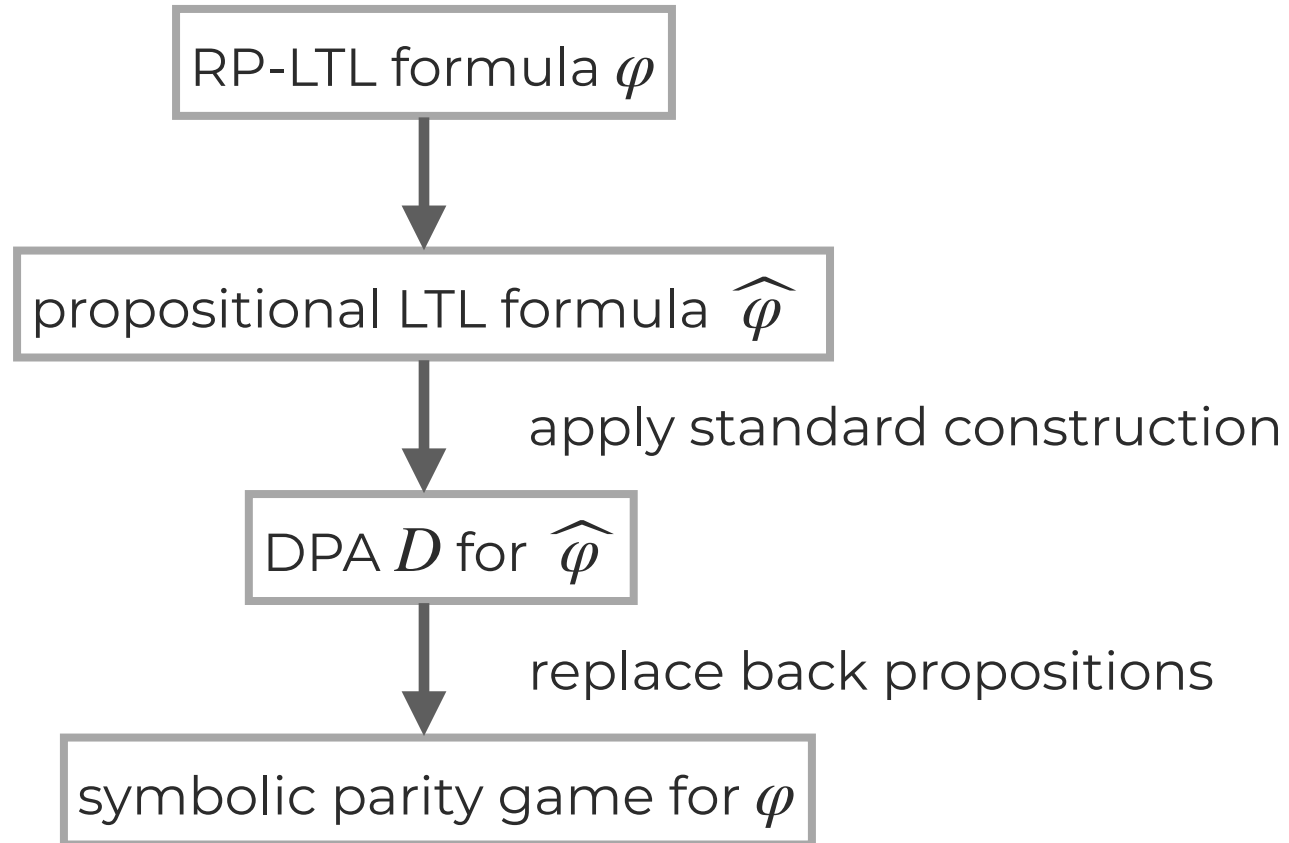 RP-LTL formula φ
propositional LTL formula φ̂
apply standard construction
DPA D for φ̂
replace back propositions
symbolic parity game for φ